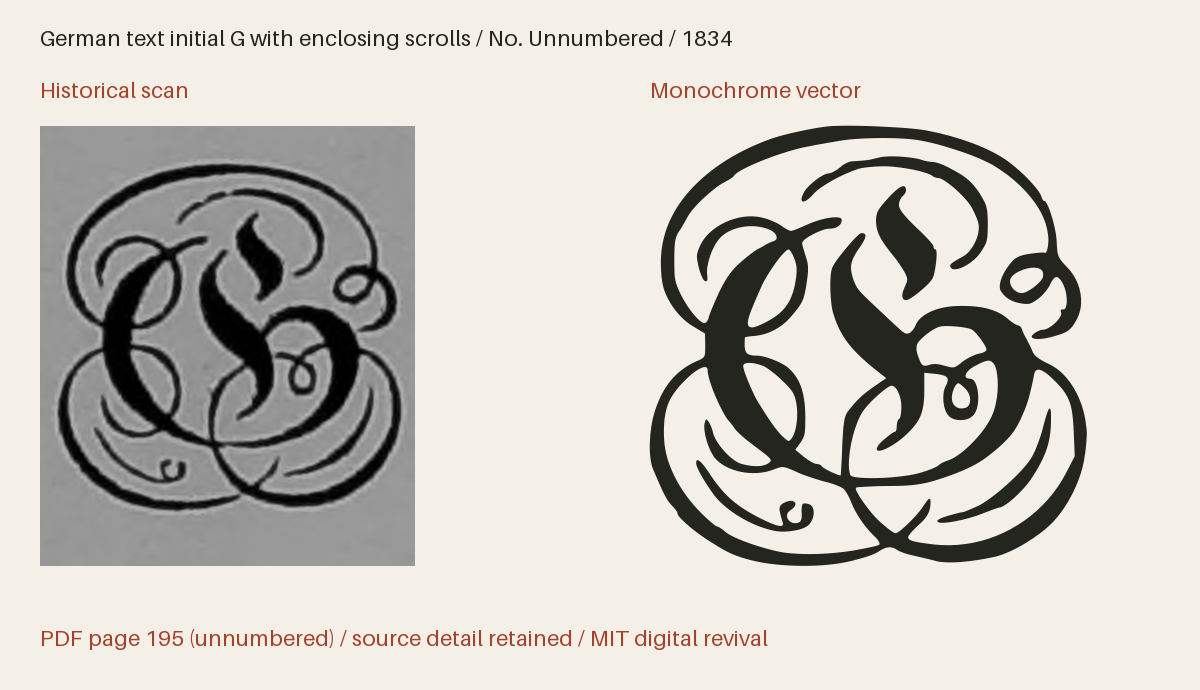 German text initial G with enclosing scrolls / No. Unnumbered / 1834
Historical scan
Monochrome vector
G
G
PDF page 195 (unnumbered) / source detail retained / MIT digital revival